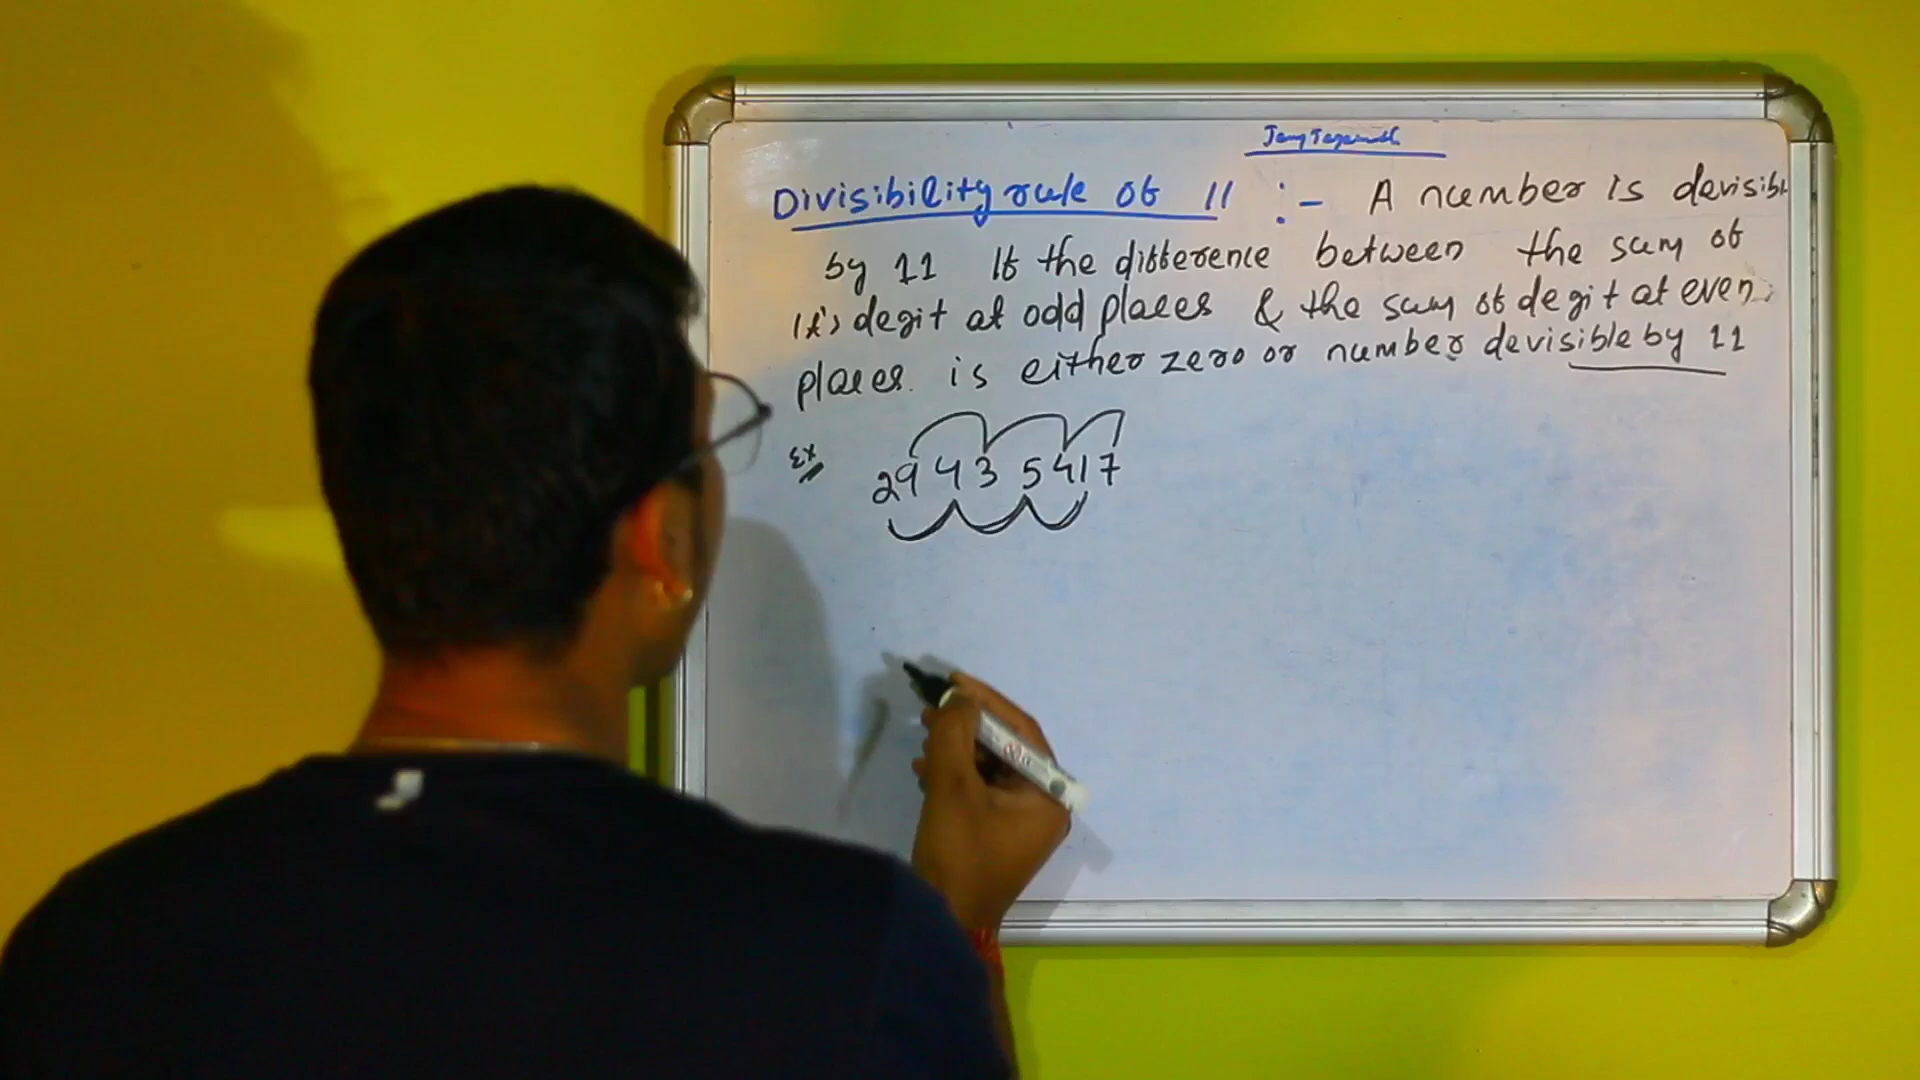 Divisibility rule of 11 :- A number is devisibl
by 11 If the difference between the sum of
It's degit at odd places & the sum of degit at even
places. is either zero or number devisible by 11
Ex 29435417